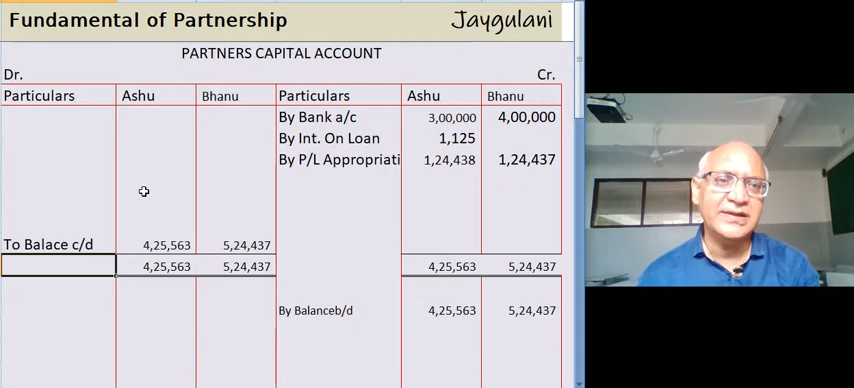 Fundamental of Partnership Jaygulani
PARTNERS CAPITAL ACCOUNT
Dr. Cr.
Particulars Ashu Bhanu Particulars Ashu Bhanu
By Bank a/c 3,00,000 4,00,000
By Int. On Loan 1,125
By P/L Appropriati 1,24,438 1,24,437
To Balace c/d 4,25,563 5,24,437
4,25,563 5,24,437 4,25,563 5,24,437
By Balanceb/d 4,25,563 5,24,437